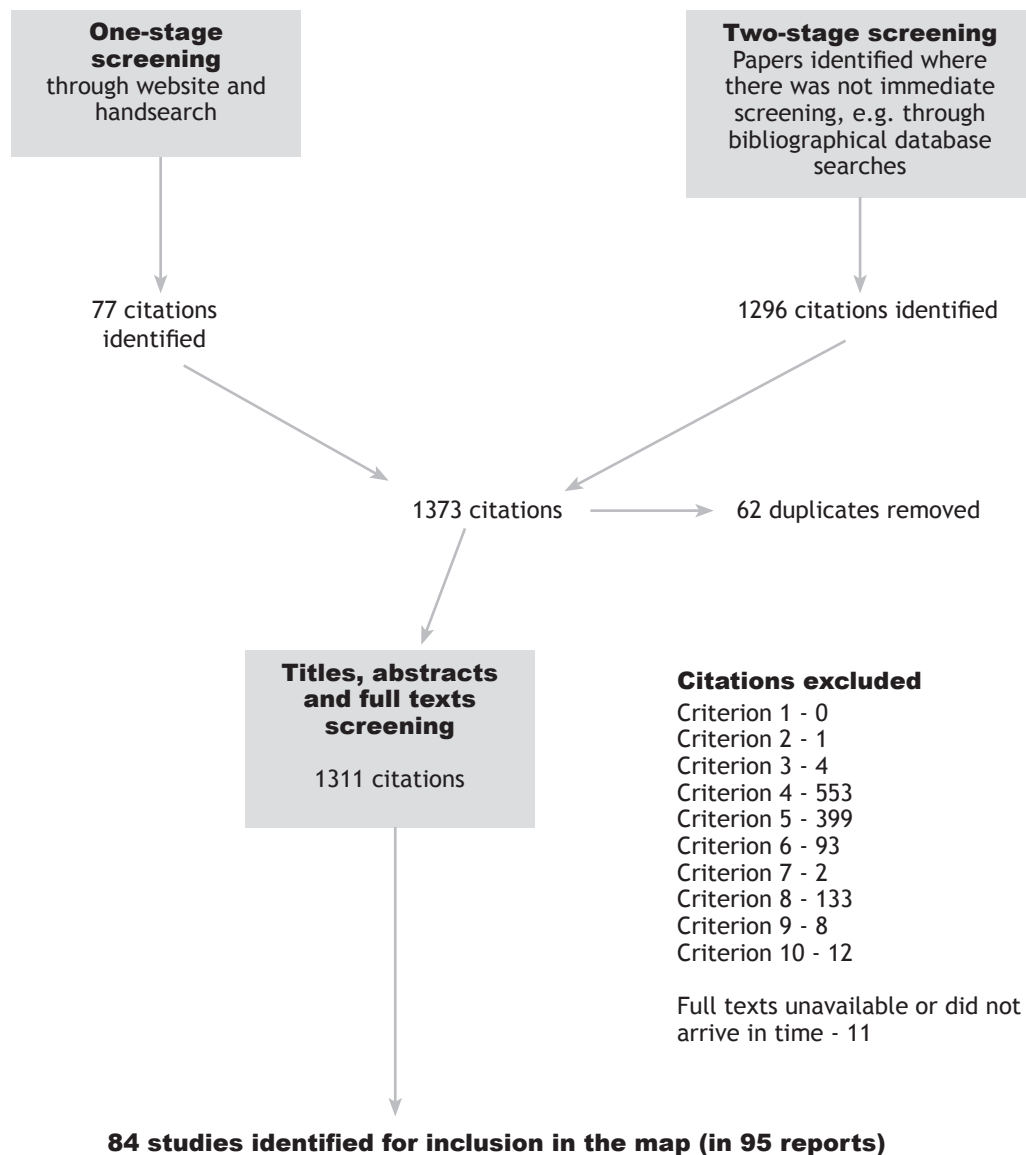 One-stage
screening
through website and
handsearch
Two-stage screening
Papers identified where
there was not immediate
screening, e.g. through
bibliographical database
searches
77 citations
identified
1296 citations identified
1373 citations
62 duplicates removed
Titles, abstracts
and full texts
screening
1311 citations
Citations excluded
Criterion 1 - 0
Criterion 2 - 1
Criterion 3 - 4
Criterion 4 - 553
Criterion 5 - 399
Criterion 6 - 93
Criterion 7 - 2
Criterion 8 - 133
Criterion 9 - 8
Criterion 10 - 12
Full texts unavailable or did not
arrive in time - 11
84 studies identified for inclusion in the map (in 95 reports)